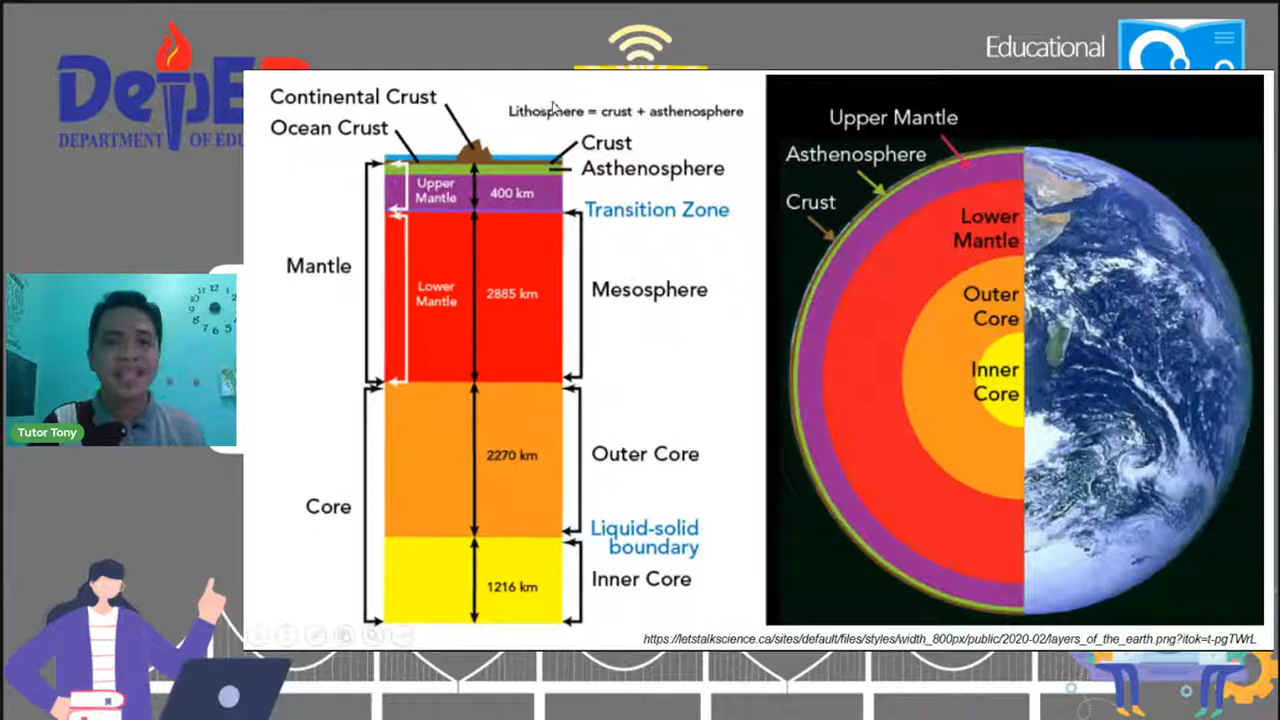 DepE
DEPARTMENT OF EDU
Educational
Continental Crust
Ocean Crust
Lithosphere = crust + asthenosphere
Crust
Asthenosphere
Upper
Mantle
400 km
Transition Zone
Mantle
Lower
Mantle
2885 km
Mesosphere
Core
2270 km
Outer Core
Liquid-solid
boundary
1216 km
Inner Core
Upper Mantle
Asthenosphere
Crust
Lower
Mantle
Outer
Core
Inner
Core
https://letstalkscience.ca/sites/default/files/styles/width_800px/public/2020-02/layers_of_the_earth.png?itok=t-pgTWrL
Tutor Tony